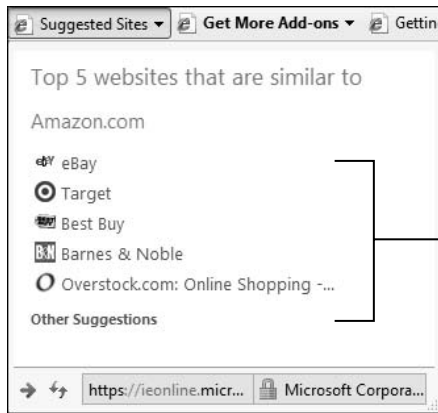 Suggested Sites ▾ Get More Add-ons ▾ Gettin
Top 5 websites that are similar to
Amazon.com
ebY eBay
Target
Best Buy
B&N Barnes & Noble
Overstock.com: Online Shopping -...
Other Suggestions
https://ieonline.micr... Microsoft Corpora...